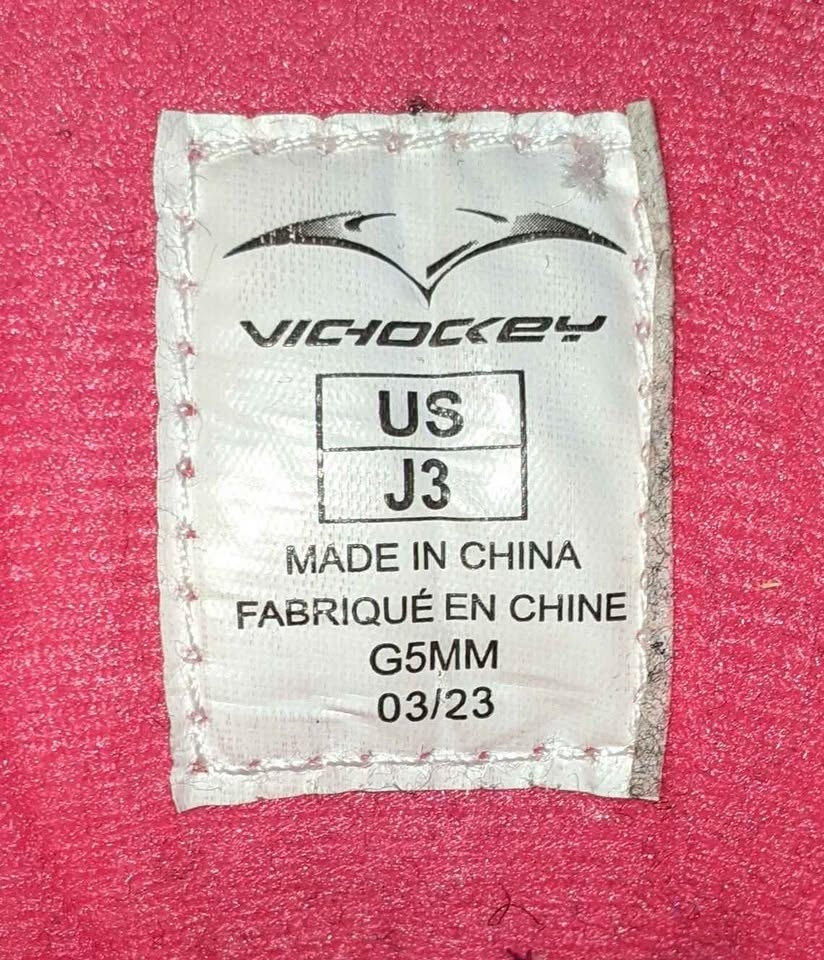 VICHOCKEY
US
J3
MADE IN CHINA
FABRIQUÉ EN CHINE
G5MM
03/23